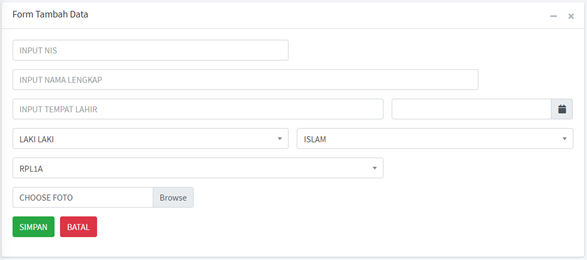 Form Tambah Data
INPUT NIS
INPUT NAMA LENGKAP
INPUT TEMPAT LAHIR
LAKI LAKI ISLAM
RPL1A
CHOOSE FOTO Browse
SIMPAN BATAL